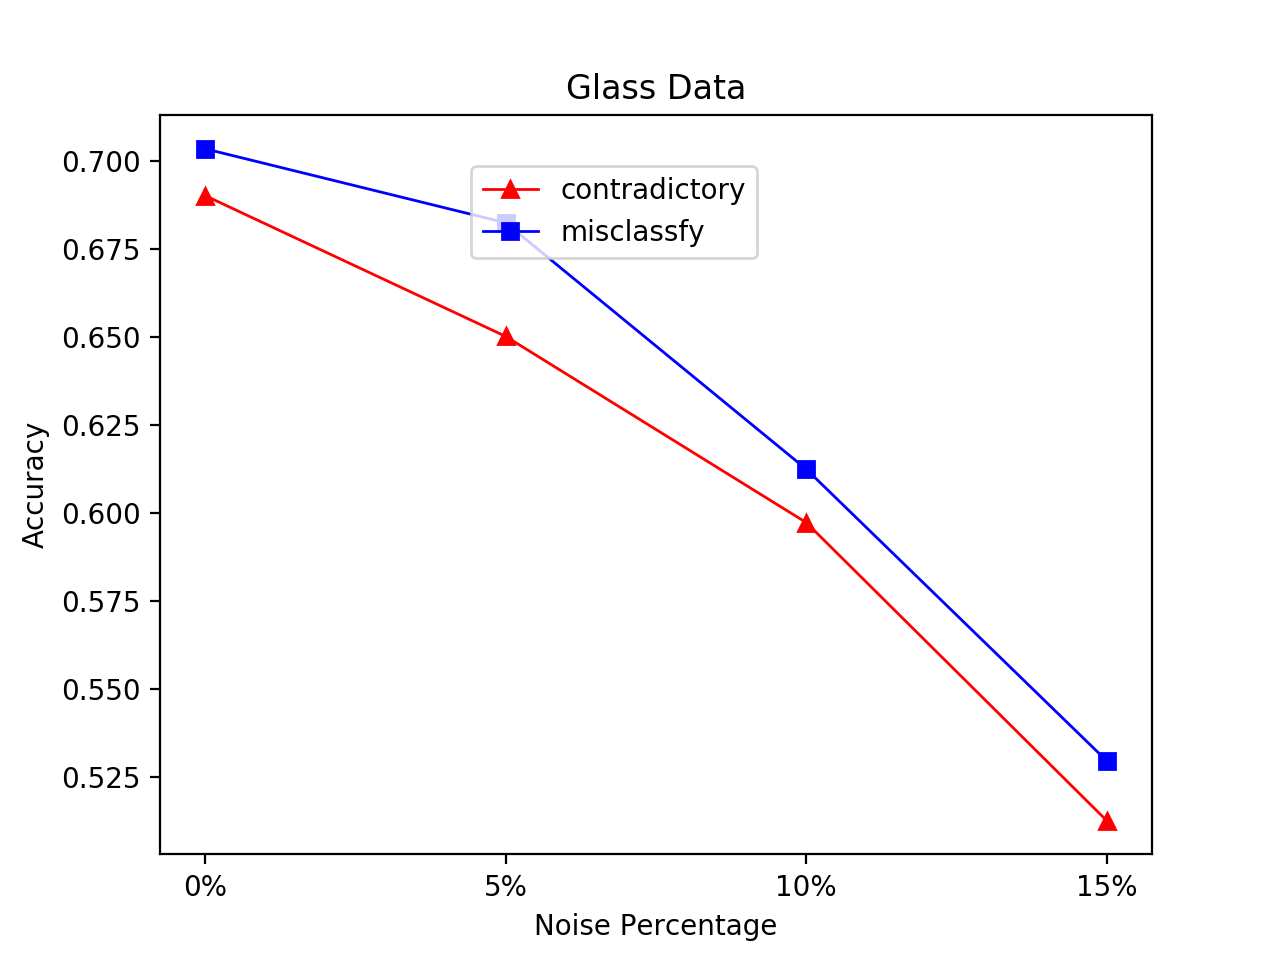 Glass Data
contradictory
misclassfy
0.700
0.675
0.650
0.625
0.600
0.575
0.550
0.525
Accuracy
0% 5% 10% 15%
Noise Percentage